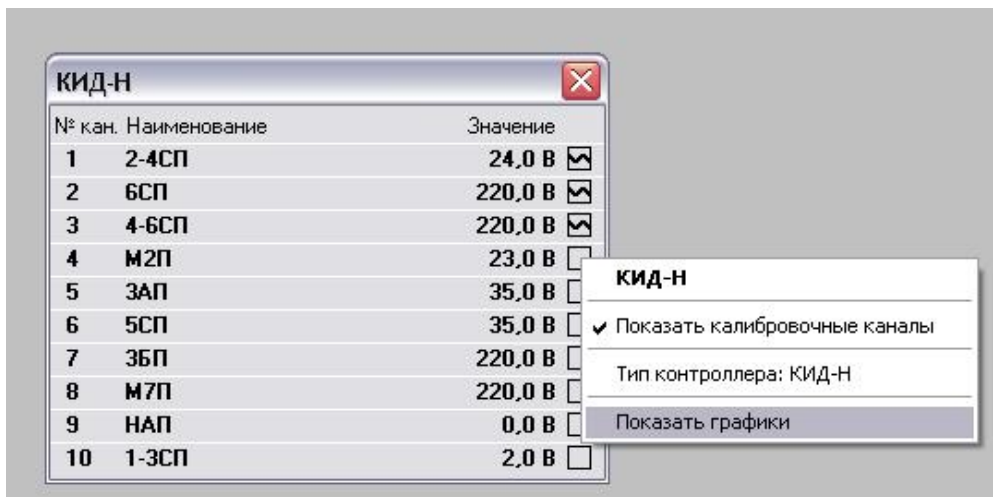 КИД-Н
№ кан. Наименование Значение
1 2-4СП 24,0 В
2 6СП 220,0 В
3 4-6СП 220,0 В
4 М2П 23,0 В
5 3АП 35,0 В
6 5СП 35,0 В
7 3БП 220,0 В
8 М7П 220,0 В
9 НАП 0,0 В
10 1-3СП 2,0 В
КИД-Н
Показать калибровочные каналы
Тип контроллера: КИД-Н
Показать графики